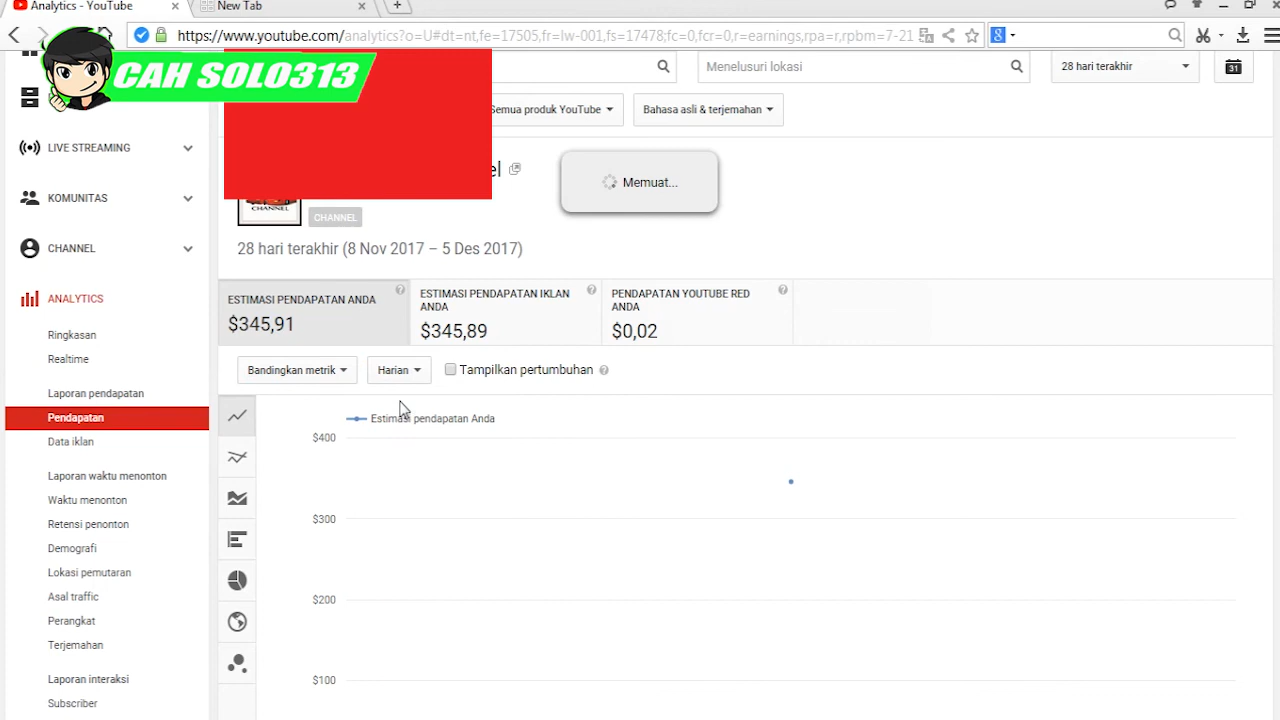 Analytics - YouTube
New Tab
https://www.youtube.com/analytics?o=U#dt=nt,fe=17505,fr=lw-001,fs=17478;fc=0,fcr=0,r=earnings,pa=r,rpbm=7-21
CAH SOLO313
Menelusuri lokasi
28 hari terakhir
31
Semua produk YouTube
Bahasa asli & terjemahan
LIVE STREAMING
Memuat...
KOMUNITAS
CHANNEL
CHANNEL
CHANNEL
28 hari terakhir (8 Nov 2017 – 5 Des 2017)
ANALYTICS
ESTIMASI PENDAPATAN ANDA
$345,91
ESTIMASI PENDAPATAN IKLAN
ANDA
$345,89
PENDAPATAN YOUTUBE RED
ANDA
$0,02
Ringkasan
Realtime
Bandingkan metrik
Harian
Tampilkan pertumbuhan
Laporan pendapatan
Pendapatan
Data iklan
Laporan waktu menonton
Waktu menonton
Retensi penonton
Demografi
Lokasi pemutaran
Asal traffic
Perangkat
Terjemahan
Laporan interaksi
Subscriber
Estimasi pendapatan Anda
$400
$300
$200
$100